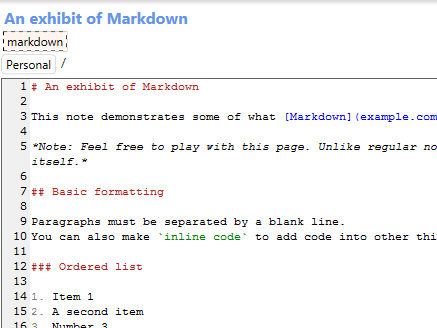 An exhibit of Markdown
markdown
Personal /
1 # An exhibit of Markdown
2
3 This note demonstrates some of what [Markdown](example.com
4
5 *Note: Feel free to play with this page. Unlike regular no
itself.*
6
7 ## Basic formatting
8
9 Paragraphs must be separated by a blank line.
10 You can also make `inline code` to add code into other thi
11
12 ### Ordered list
13
14 1. Item 1
15 2. A second item
16 3. Number 3